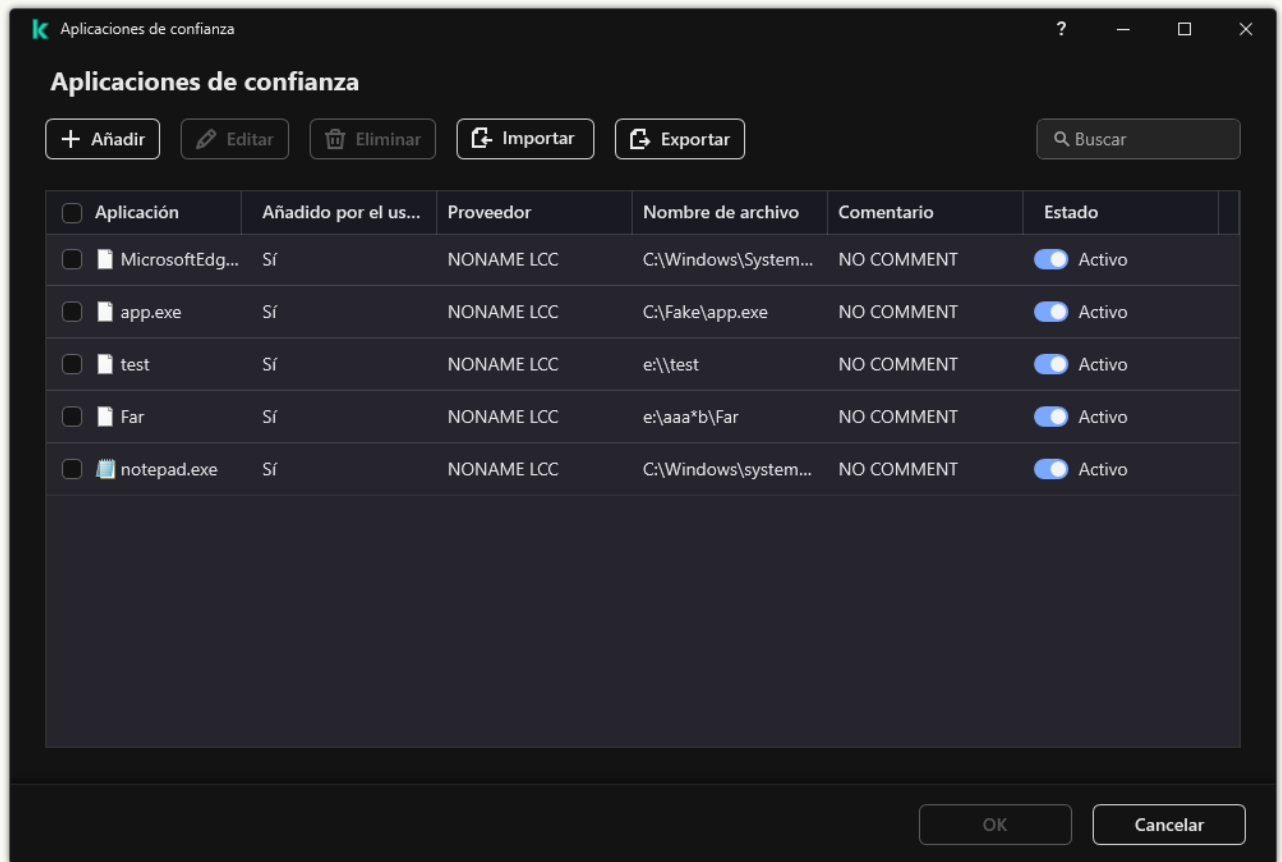 Aplicaciones de confianza
?
Aplicaciones de confianza
Añadir Editar Eliminar Importar Exportar Buscar
Aplicación Añadido por el us... Proveedor Nombre de archivo Comentario Estado
MicrosoftEdg... Sí NONAME LCC C:\Windows\System... NO COMMENT Activo
app.exe Sí NONAME LCC C:\Fake\app.exe NO COMMENT Activo
test Sí NONAME LCC e:\\test NO COMMENT Activo
Far Sí NONAME LCC e:\aaa*b\Far NO COMMENT Activo
notepad.exe Sí NONAME LCC C:\Windows\system... NO COMMENT Activo
OK Cancelar